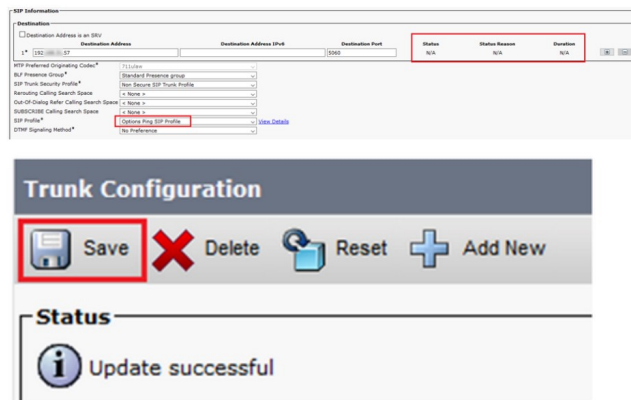 SIP Information
Destination
Destination Address is an SRV
Destination Address Destination Address IPv6 Destination Port Status Status Reason Duration
1* 192. .57 5060 N/A N/A N/A
MTP Preferred Originating Codec* 711ulaw
BLF Presence Group* Standard Presence group
SIP Trunk Security Profile* Non Secure SIP Trunk Profile
Rerouting Calling Search Space < None >
Out-Of-Dialog Refer Calling Search Space < None >
SUBSCRIBE Calling Search Space < None >
SIP Profile* Options Ping SIP Profile View Details
DTMF Signaling Method* No Preference
Trunk Configuration
Save Delete Reset Add New
Status
Update successful